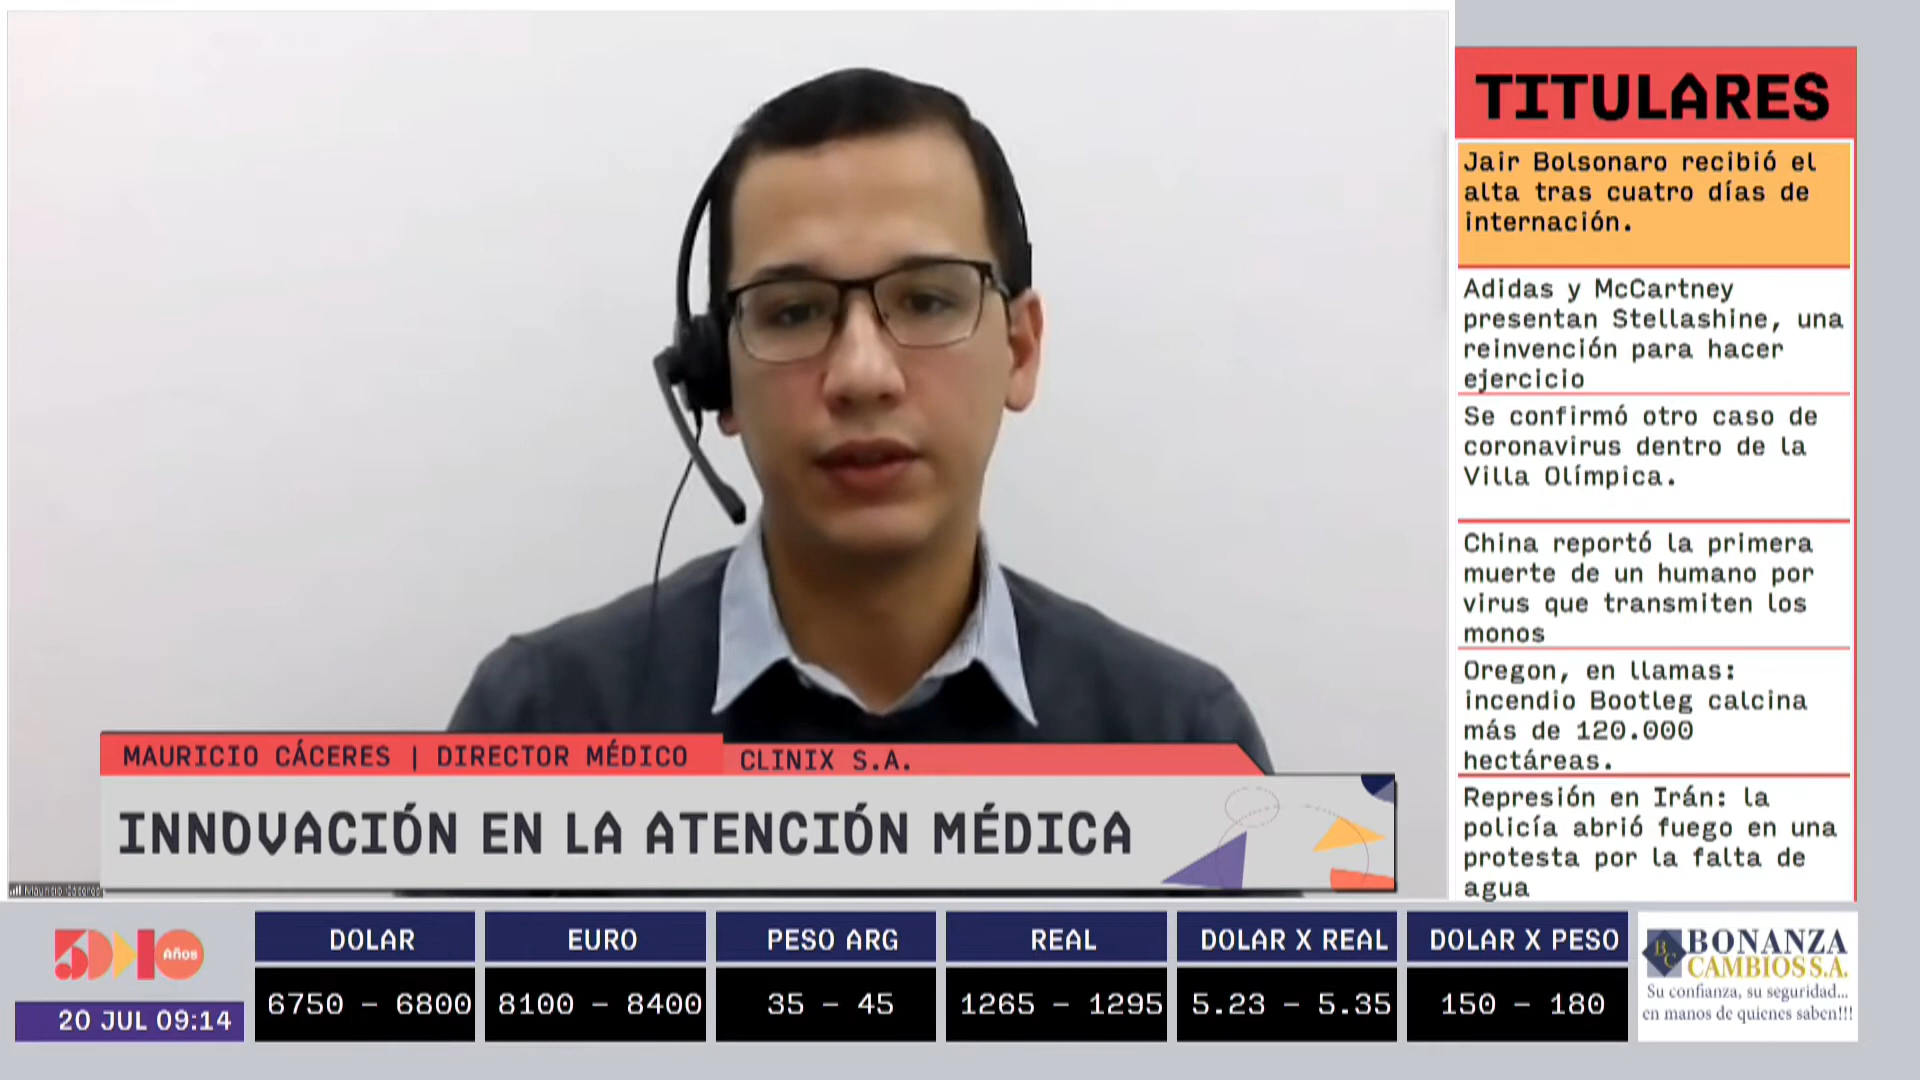 TITULARES
Jair Bolsonaro recibió el
alta tras cuatro días de
internación.
Adidas y McCartney
presentan Stellashine, una
reinvención para hacer
ejercicio
Se confirmó otro caso de
coronavirus dentro de la
Villa Olímpica.
China reportó la primera
muerte de un humano por
virus que transmiten los
monos
Oregon, en llamas:
incendio Bootleg calcina
más de 120.000
hectáreas.
Represión en Irán: la
policía abrió fuego en una
protesta por la falta de
agua
MAURICIO CÁCERES | DIRECTOR MÉDICO CLINIX S.A.
INNOVACIÓN EN LA ATENCIÓN MÉDICA
Mauricio Cáceres
Años
20 JUL 09:14
DOLAR
6750 - 6800
EURO
8100 - 8400
PESO ARG
35 - 45
REAL
1265 - 1295
DOLAR X REAL
5.23 - 5.35
DOLAR X PESO
150 - 180
BC
BONANZA
CAMBIOS S.A.
Su confianza, su seguridad...
en manos de quienes saben!!!